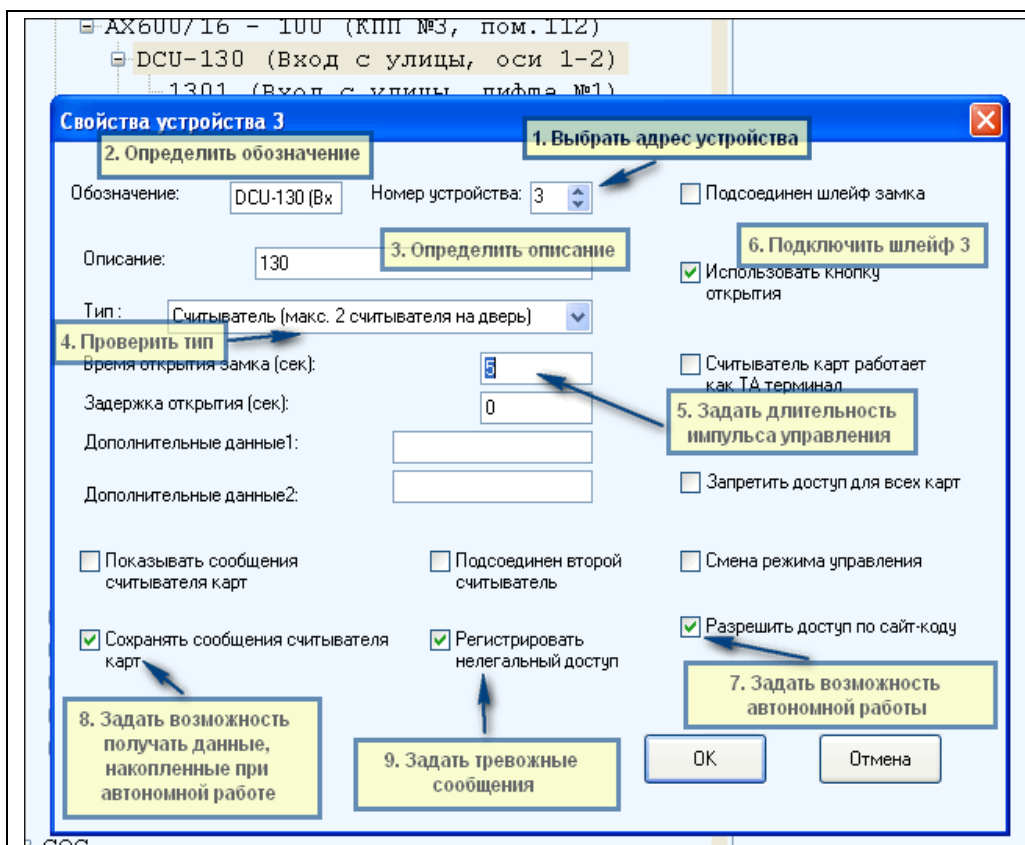 AX600/16 - 100 (КПП №3, пом.112)
DCU-130 (Вход с улицы, оси 1-2)
1301 (Вход с улицы, лифта №1)
Свойства устройства 3
1. Выбрать адрес устройства
2. Определить обозначение
Обозначение:
DCU-130 (Вх
Номер устройства:
3
Подсоединен шлейф замка
3. Определить описание
6. Подключить шлейф 3
Описание:
130
Использовать кнопку
открытия
Тип :
Считыватель (макс. 2 считывателя на дверь)
4. Проверить тип
Время открытия замка (сек):
5
Считыватель карт работает
как ТА терминал
Задержка открытия (сек):
0
5. Задать длительность
импульса управления
Дополнительные данные1:
Дополнительные данные2:
Запретить доступ для всех карт
Показывать сообщения
считывателя карт
Подсоединен второй
считыватель
Смена режима управления
Сохранять сообщения считывателя
карт
Регистрировать
нелегальный доступ
Разрешить доступ по сайт-коду
7. Задать возможность
автономной работы
8. Задать возможность
получать данные,
накопленные при
автономной работе
9. Задать тревожные
сообщения
OK
Отмена